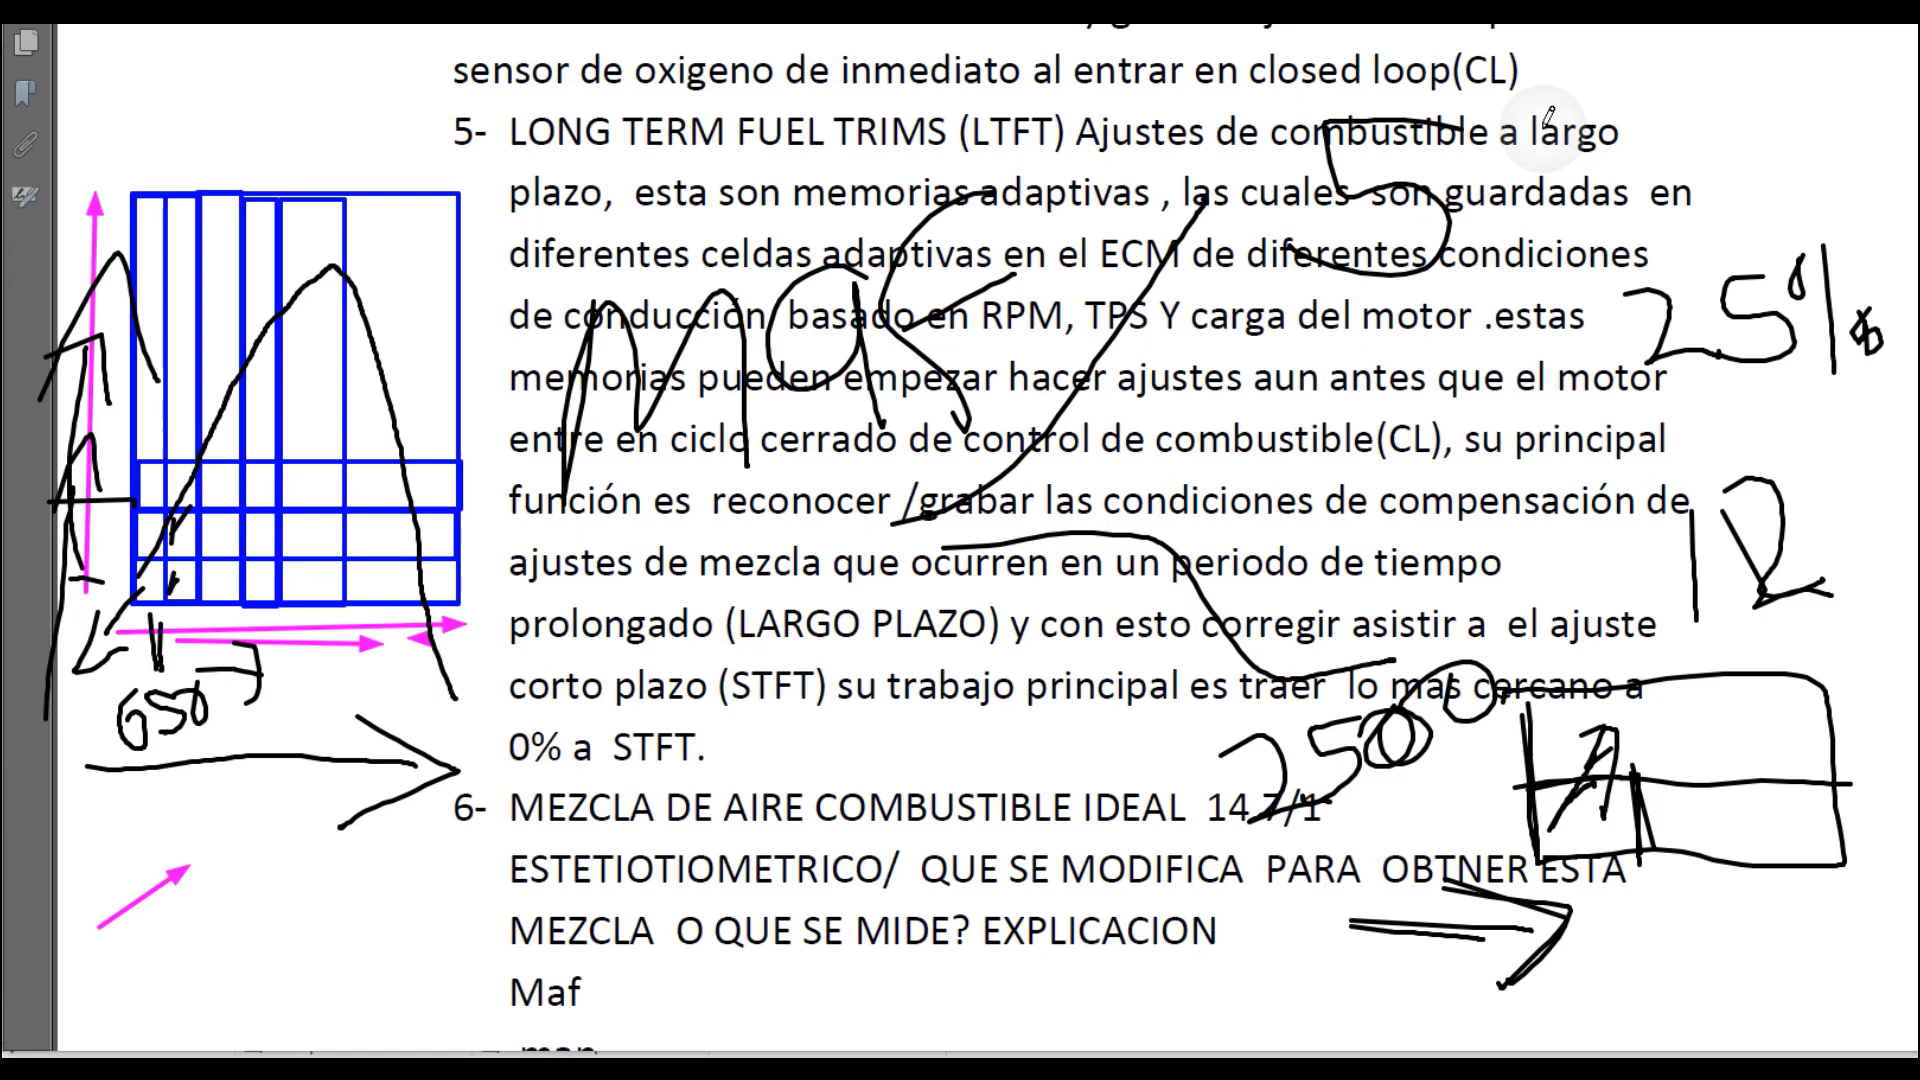 sensor de oxigeno de inmediato al entrar en closed loop(CL)
5- LONG TERM FUEL TRIMS (LTFT) Ajustes de combustible a largo
plazo, esta son memorias adaptivas , las cuales son guardadas en
diferentes celdas adaptivas en el ECM de diferentes condiciones
de conducción, basado en RPM, TPS Y carga del motor .estas
memorias pueden empezar hacer ajustes aun antes que el motor
entre en ciclo cerrado de control de combustible(CL), su principal
función es reconocer /grabar las condiciones de compensación de
ajustes de mezcla que ocurren en un periodo de tiempo
prolongado (LARGO PLAZO) y con esto corregir asistir a el ajuste
corto plazo (STFT) su trabajo principal es traer lo mas cercano a
0% a STFT.
6- MEZCLA DE AIRE COMBUSTIBLE IDEAL 14.7/1
ESTETIOTIOMETRICO/ QUE SE MODIFICA PARA OBTNER ESTA
MEZCLA O QUE SE MIDE? EXPLICACION
Maf
5
25%
12
650
2500